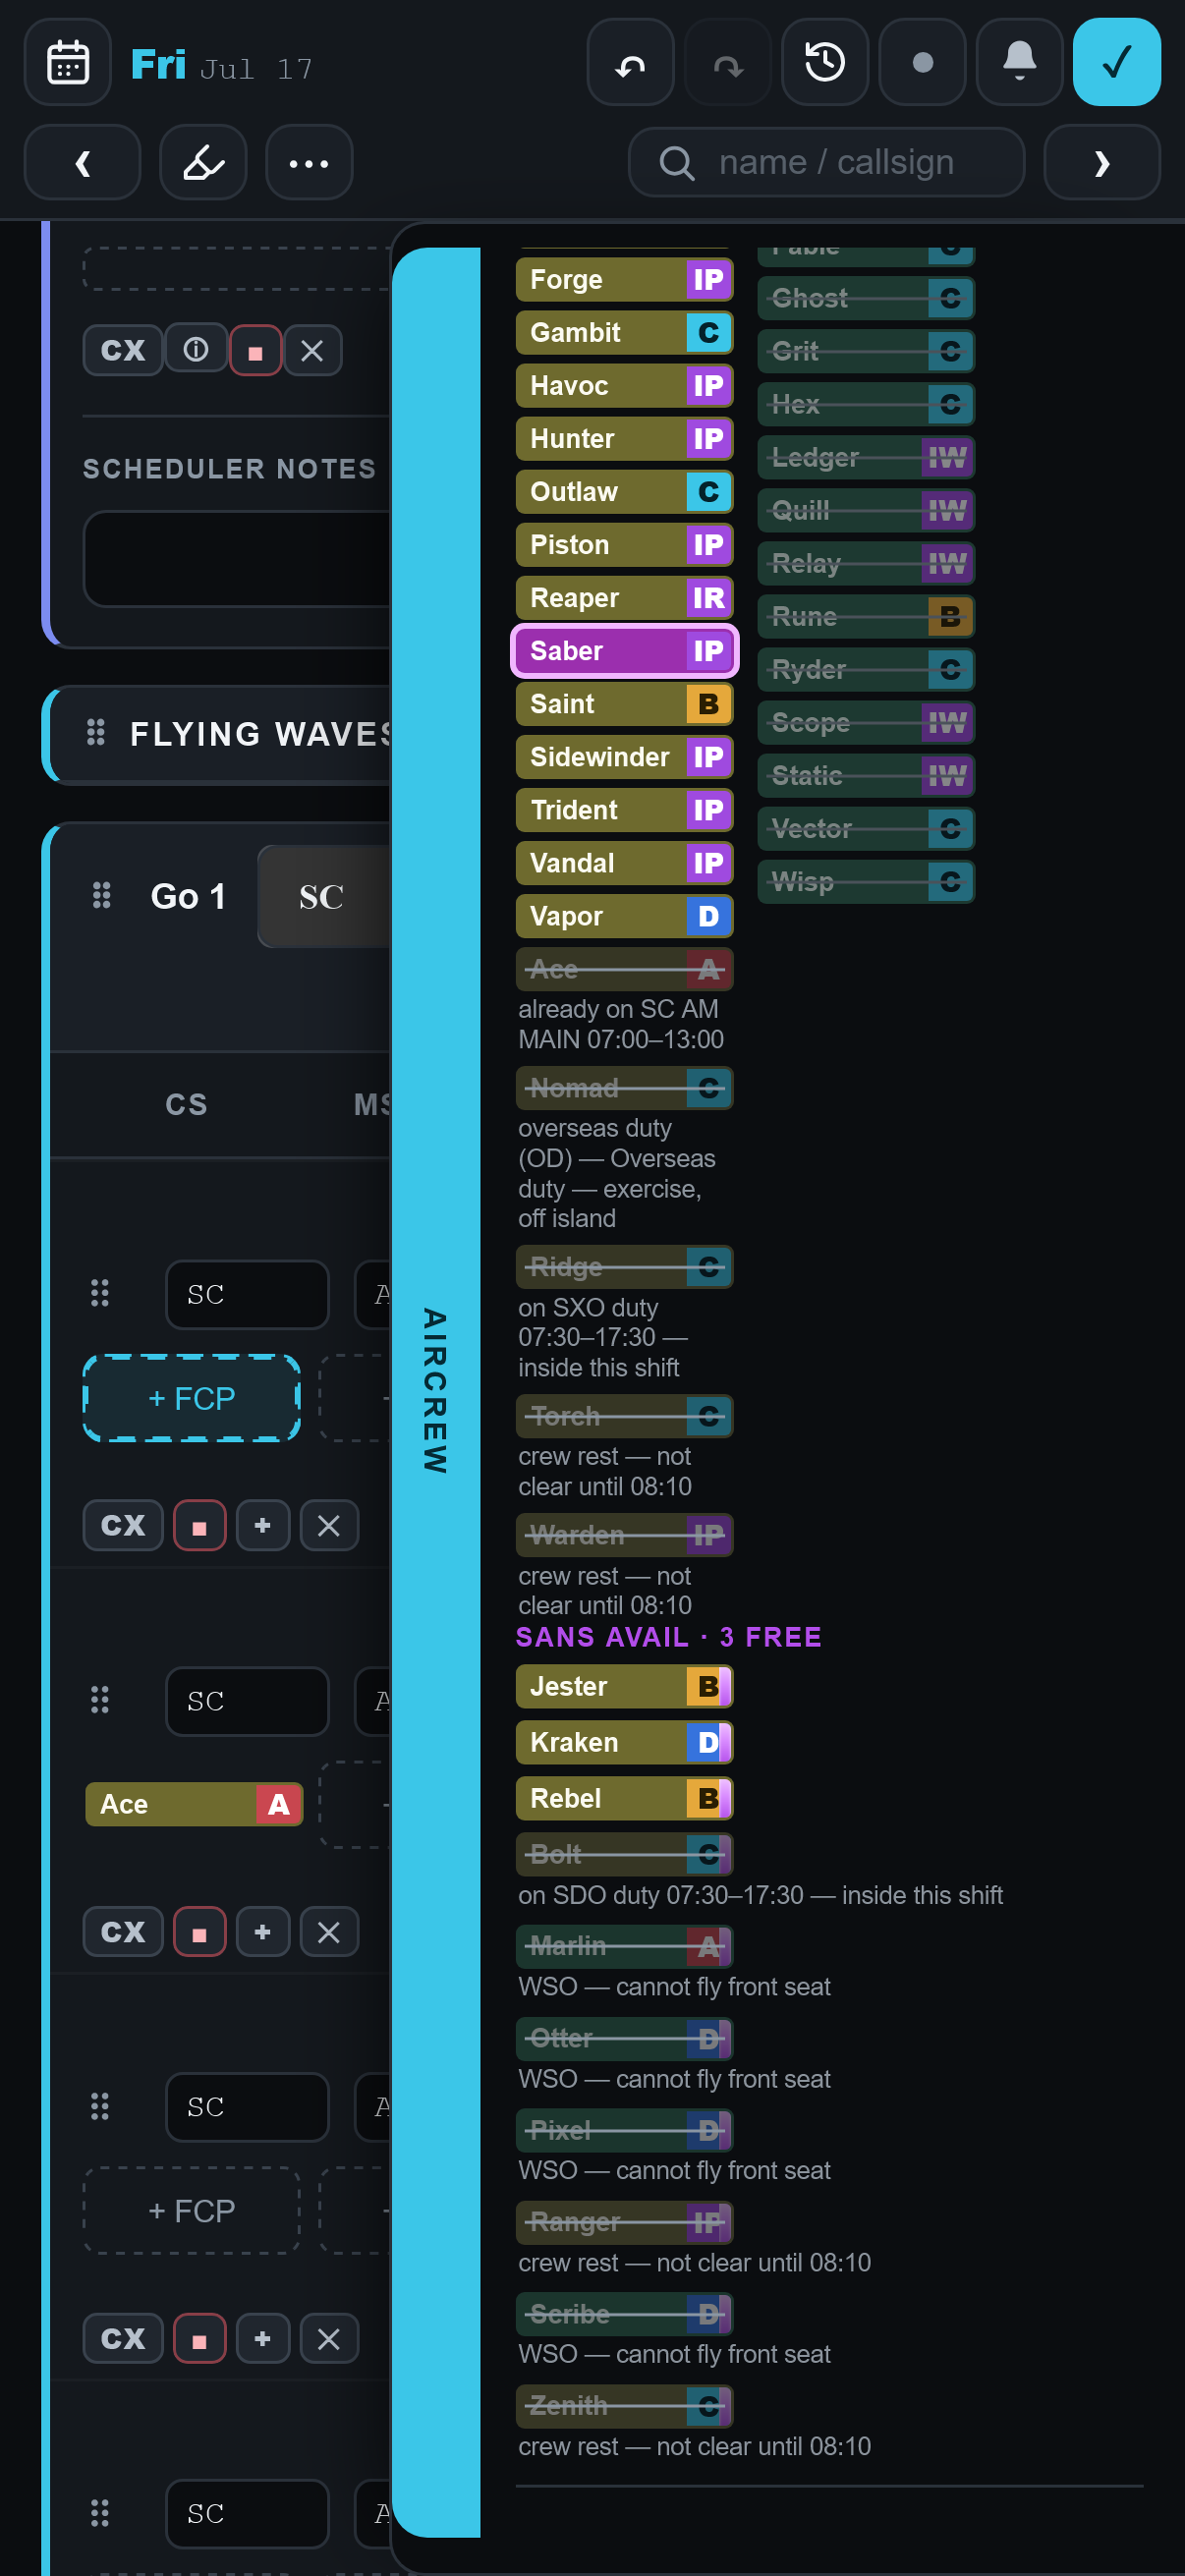 Fri Jul 17
name / callsign
CX
SCHEDULER NOTES
FLYING WAVES
Go 1
SC
CS
SC
+ FCP
CX
SC
Ace A
CX
SC
+ FCP
CX
SC
AIRCREW
Forge IP
Gambit C
Havoc IP
Hunter IP
Outlaw C
Piston IP
Reaper IR
Saber IP
Saint B
Sidewinder IP
Trident IP
Vandal IP
Vapor D
Ace A
already on SC AM
MAIN 07:00–13:00
Nomad C
overseas duty
(OD) — Overseas
duty — exercise,
off island
Ridge C
on SXO duty
07:30–17:30 —
inside this shift
Torch C
crew rest — not
clear until 08:10
Warden IP
crew rest — not
clear until 08:10
Fable C
Ghost C
Grit C
Hex C
Ledger IW
Quill IW
Relay IW
Rune B
Ryder C
Scope IW
Static IW
Vector C
Wisp C
SANS AVAIL · 3 FREE
Jester B
Kraken D
Rebel B
Bolt C
on SDO duty 07:30–17:30 — inside this shift
Marlin A
WSO — cannot fly front seat
Otter D
WSO — cannot fly front seat
Pixel D
WSO — cannot fly front seat
Ranger IP
crew rest — not clear until 08:10
Scribe D
WSO — cannot fly front seat
Zenith C
crew rest — not clear until 08:10